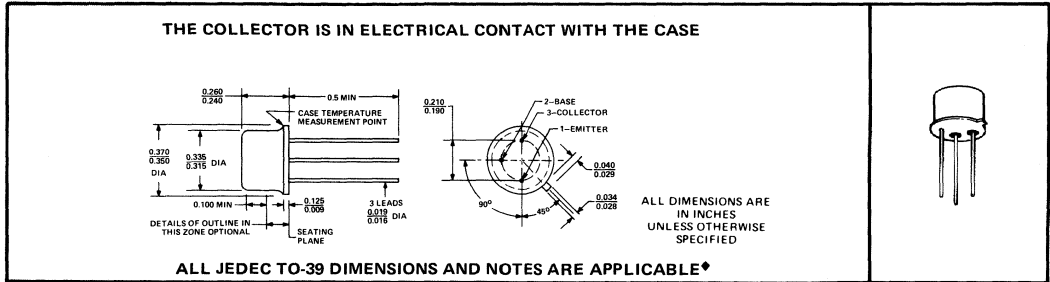 THE COLLECTOR IS IN ELECTRICAL CONTACT WITH THE CASE
0.260
0.240
0.5 MIN
CASE TEMPERATURE
MEASUREMENT POINT
0.370
0.350
DIA
0.335
0.315 DIA
0.100 MIN
0.125
0.009
3 LEADS
0.019
0.016 DIA
DETAILS OF OUTLINE IN
THIS ZONE OPTIONAL
SEATING
PLANE
0.210
0.190
2–BASE
3–COLLECTOR
1–EMITTER
0.040
0.029
0.034
0.028
90°
45°
ALL DIMENSIONS ARE
IN INCHES
UNLESS OTHERWISE
SPECIFIED
ALL JEDEC TO-39 DIMENSIONS AND NOTES ARE APPLICABLE♦